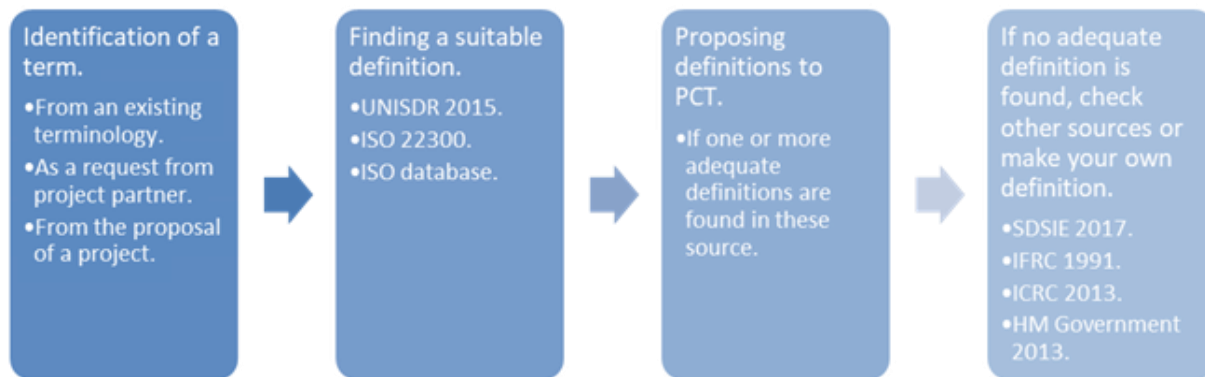 Identification of a
term.
•From an existing
terminology.
•As a request from
project partner.
•From the proposal
of a project.
Finding a suitable
definition.
•UNISDR 2015.
•ISO 22300.
•ISO database.
Proposing
definitions to
PCT.
•If one or more
adequate
definitions are
found in these
source.
If no adequate
definition is
found, check
other sources or
make your own
definition.
•SDSIE 2017.
•IFRC 1991.
•ICRC 2013.
•HM Government
2013.